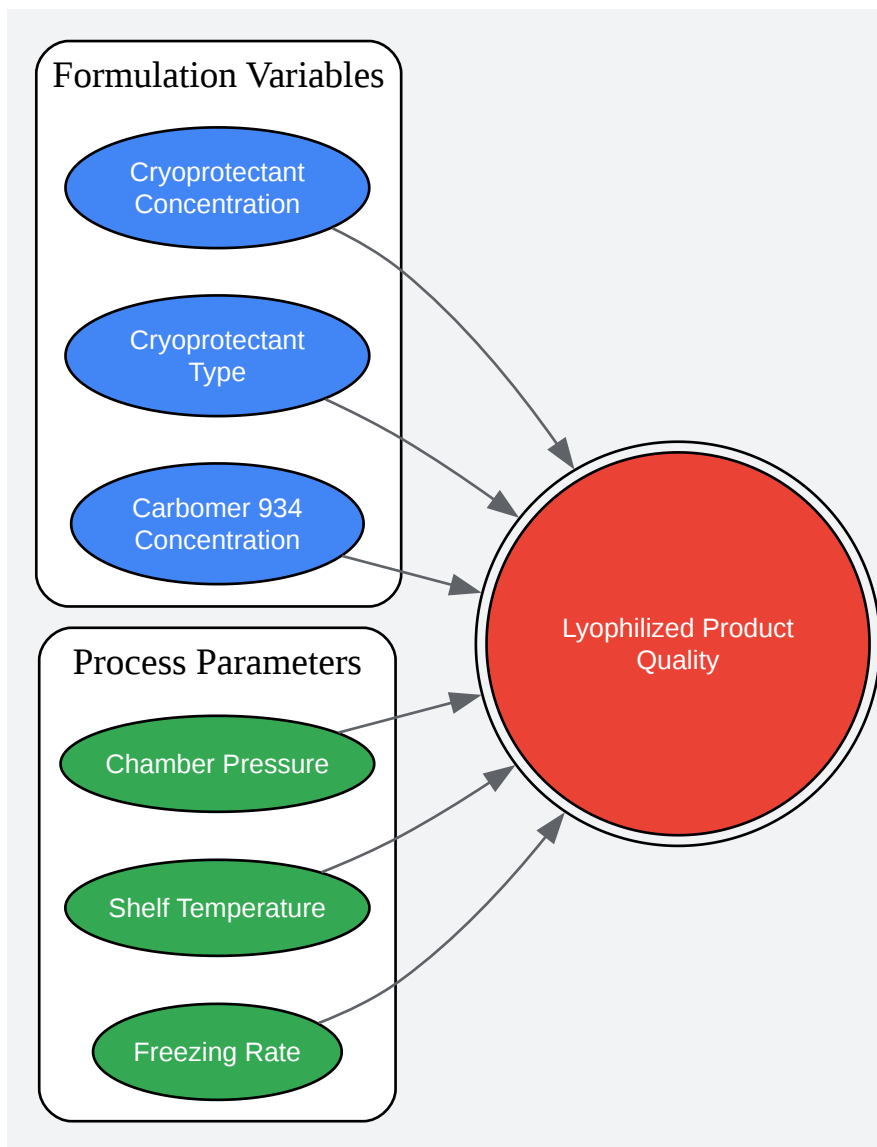 Formulation Variables
Cryoprotectant
Concentration
Cryoprotectant
Type
Carbomer 934
Concentration
Lyophilized Product
Quality
Process Parameters
Chamber Pressure
Shelf Temperature
Freezing Rate